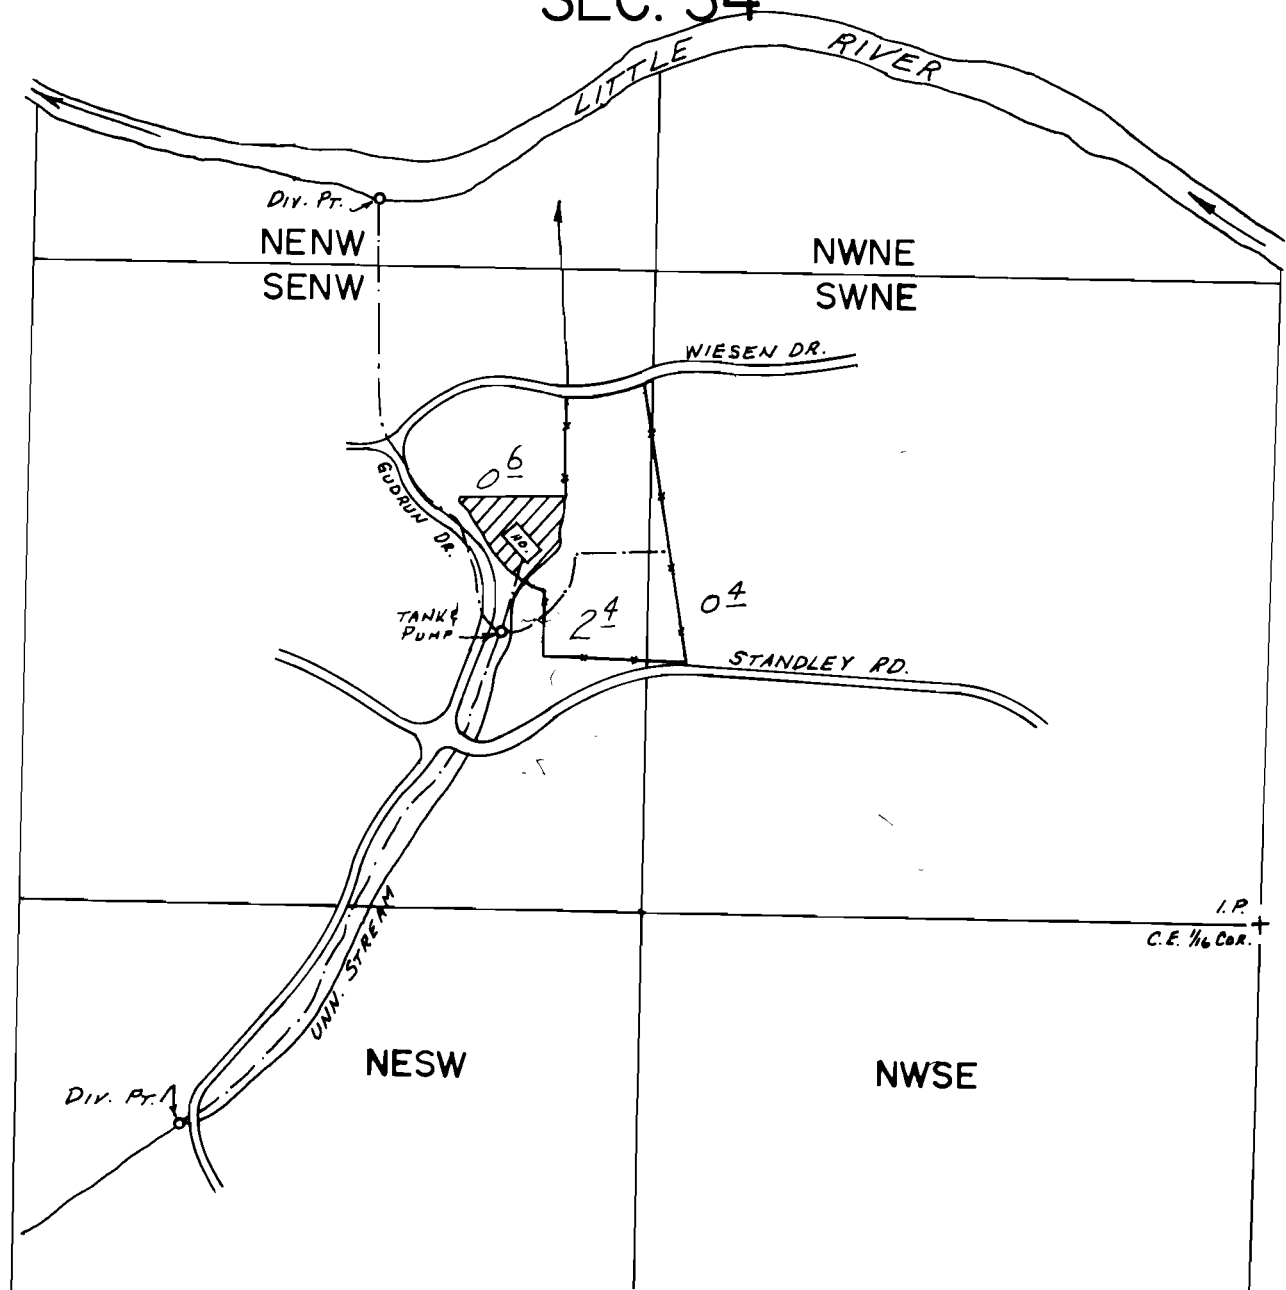 SEC. 34
LITTLE RIVER
DIV. PT.
NENW
NWNE
SENW
SWNE
WIESEN DR.
GUDRUN DR.
0 6
HO.
TANK &
PUMP
2 4
0 4
STANDLEY RD.
I.P.
C.E. 1/16 COR.
UNN. STREAM
NESW
NWSE
DIV. PT.